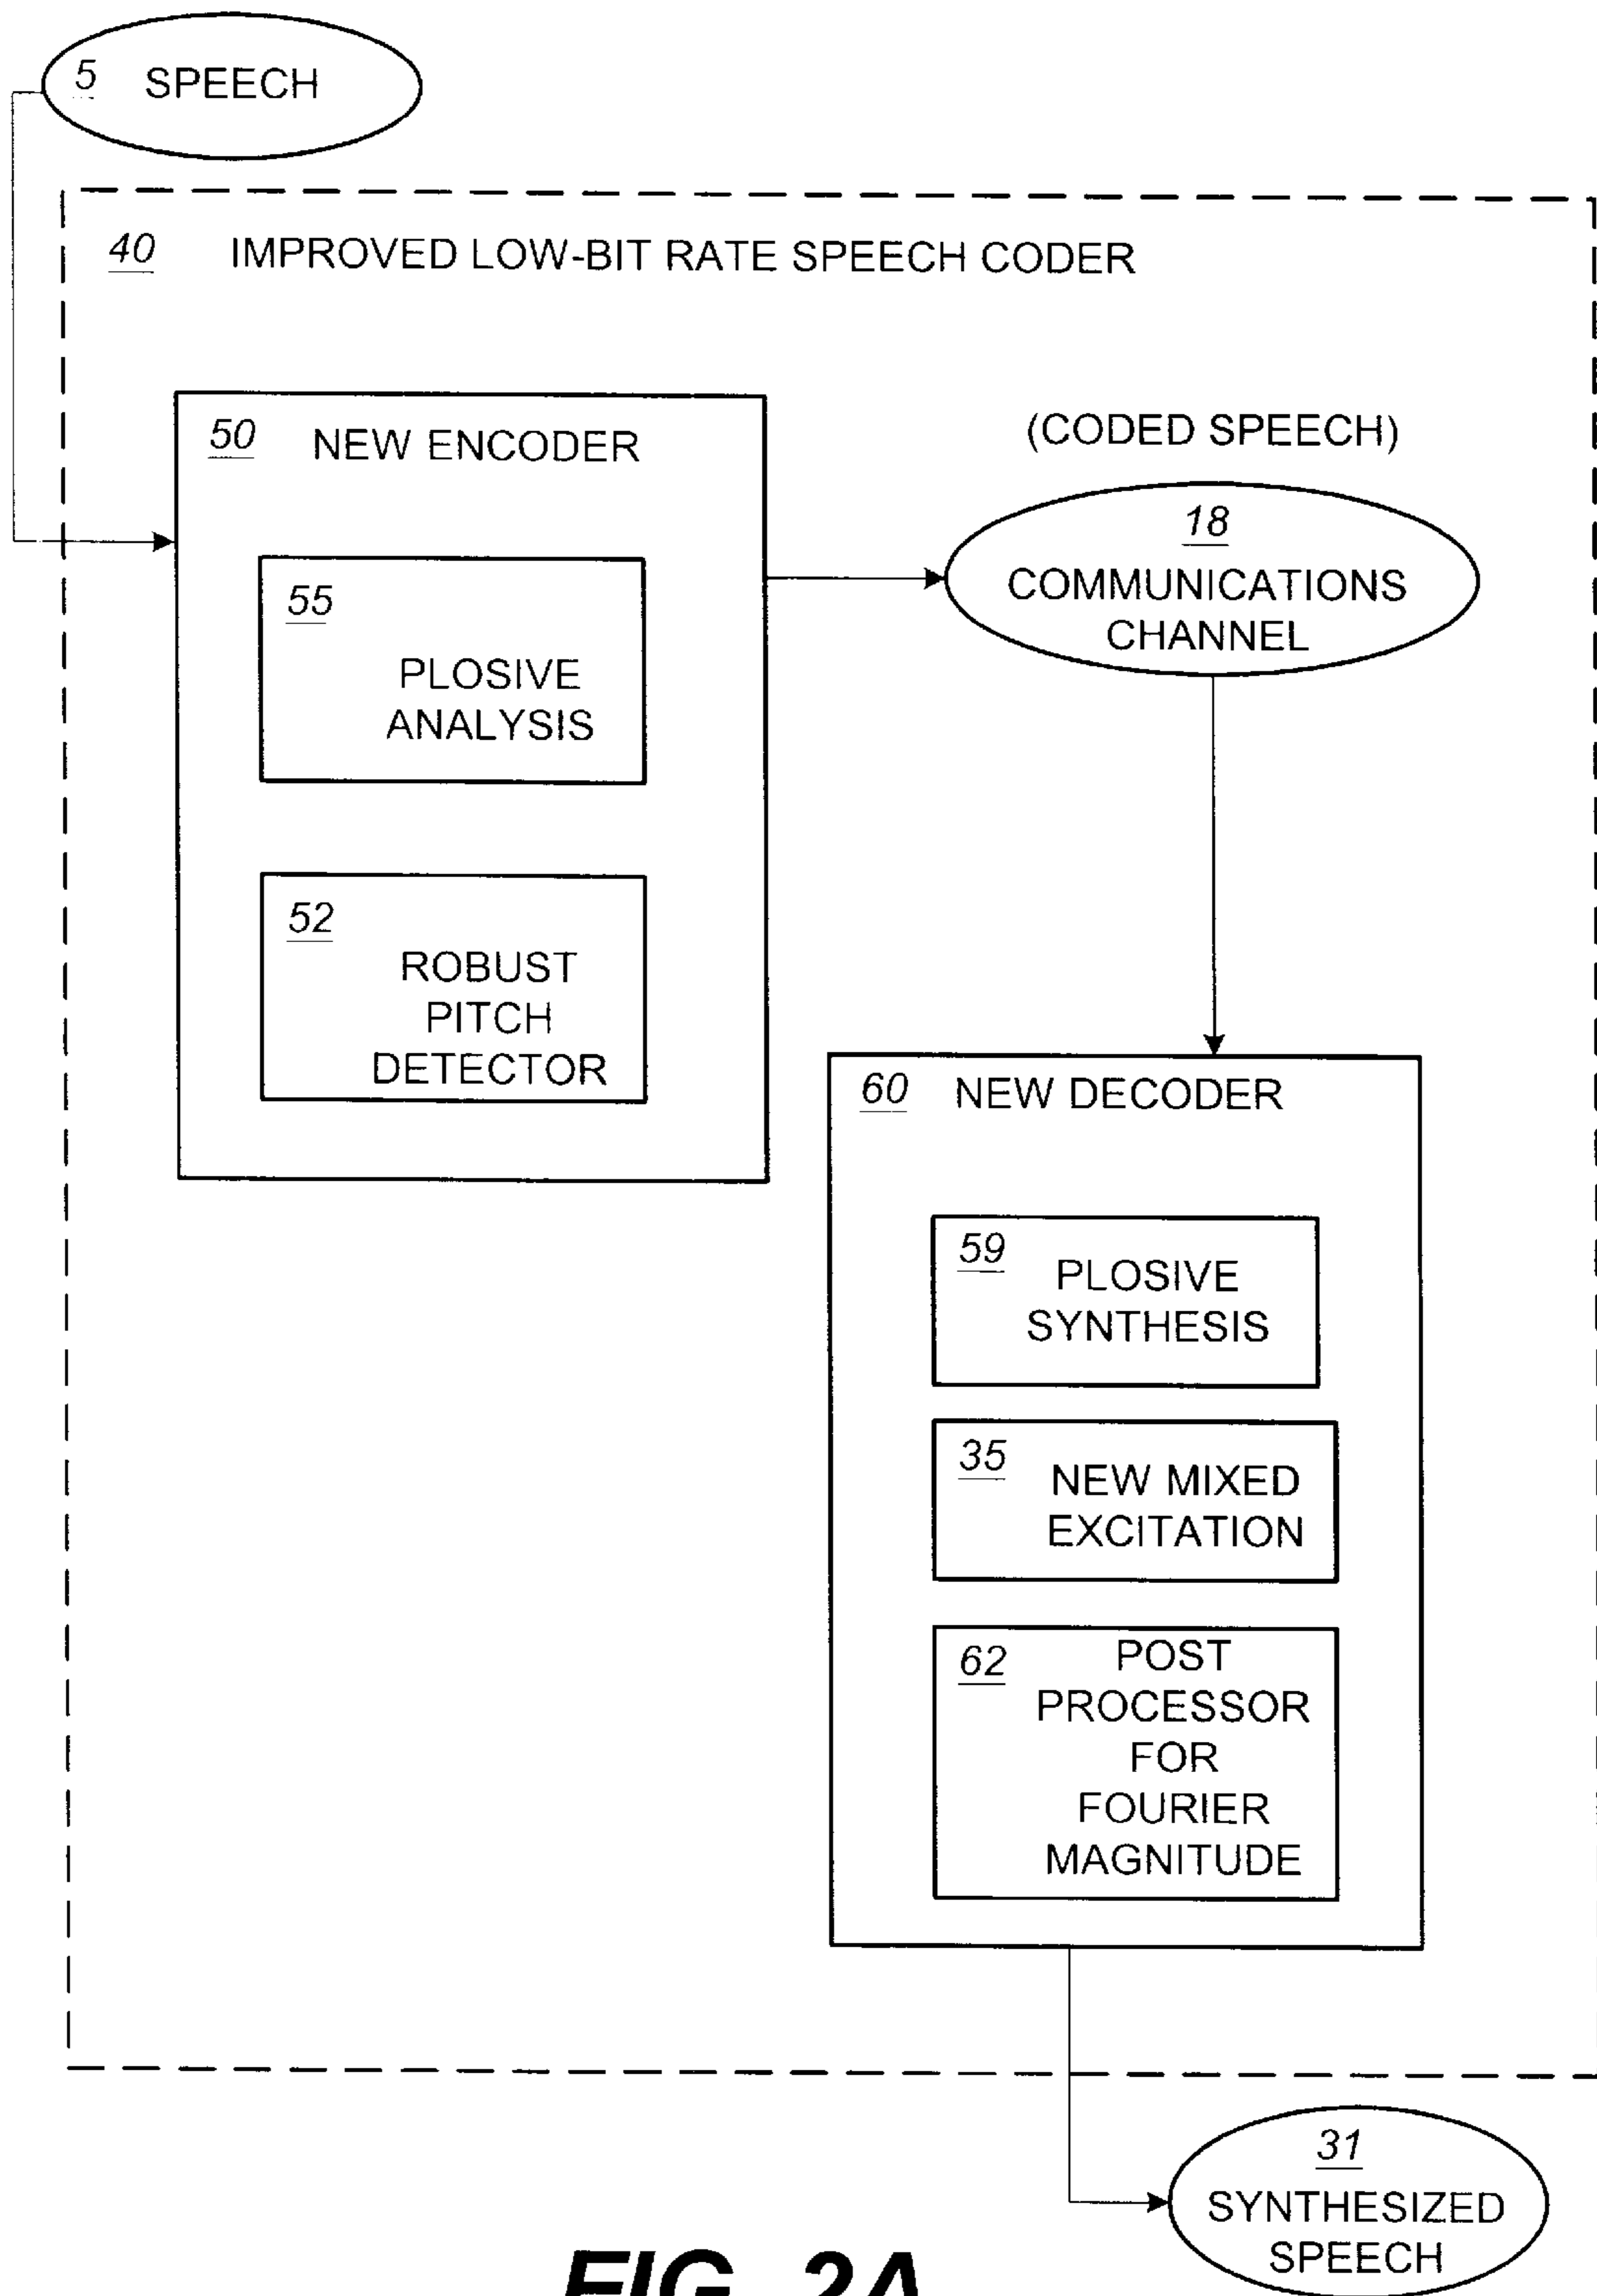 5 SPEECH
40 IMPROVED LOW-BIT RATE SPEECH CODER
50 NEW ENCODER
55
PLOSIVE
ANALYSIS
52
ROBUST
PITCH
DETECTOR
(CODED SPEECH)
18
COMMUNICATIONS
CHANNEL
60 NEW DECODER
59
PLOSIVE
SYNTHESIS
35
NEW MIXED
EXCITATION
62
POST
PROCESSOR
FOR
FOURIER
MAGNITUDE
31
SYNTHESIZED
SPEECH
FIG. 2A